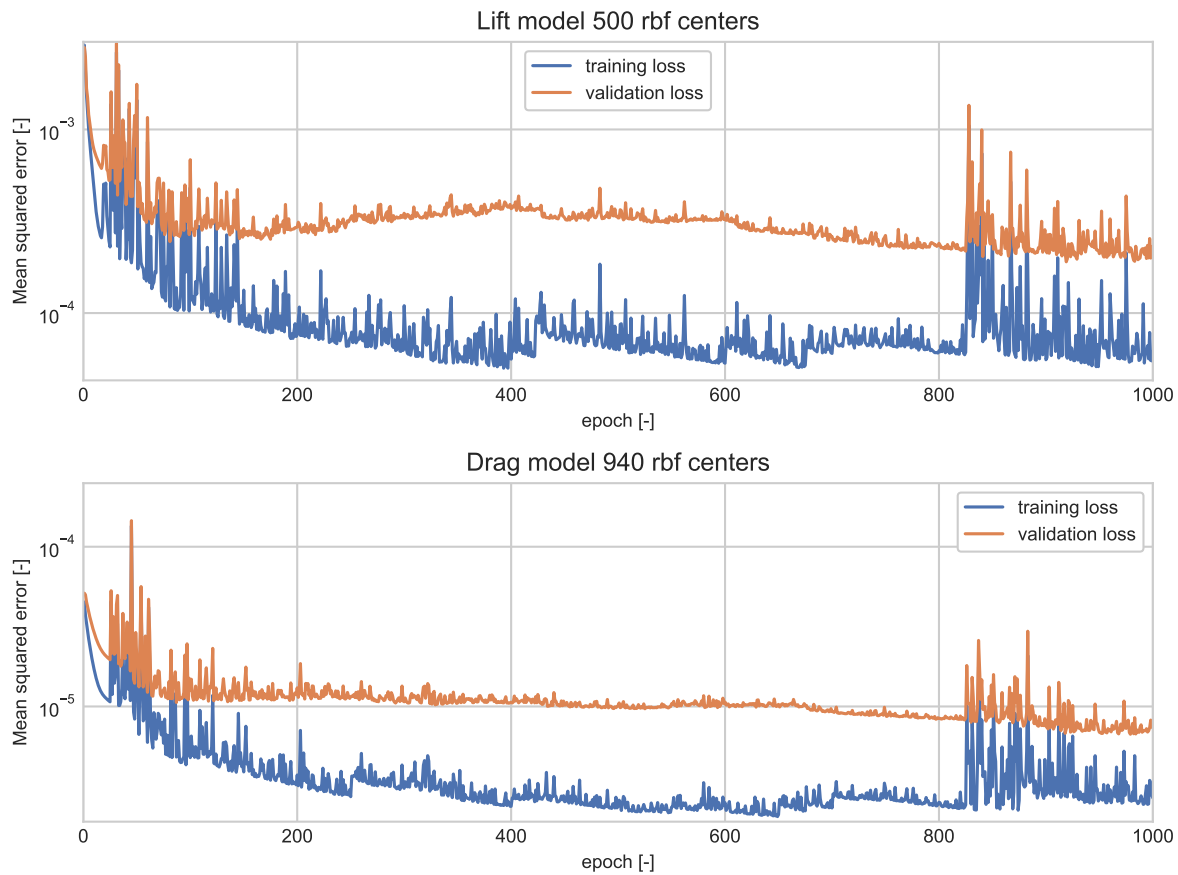 Lift model 500 rbf centers
training loss
validation loss
Mean squared error [-]
10⁻³
10⁻⁴
0 200 400 600 800 1000
epoch [-]
Drag model 940 rbf centers
training loss
validation loss
Mean squared error [-]
10⁻⁴
10⁻⁵
0 200 400 600 800 1000
epoch [-]